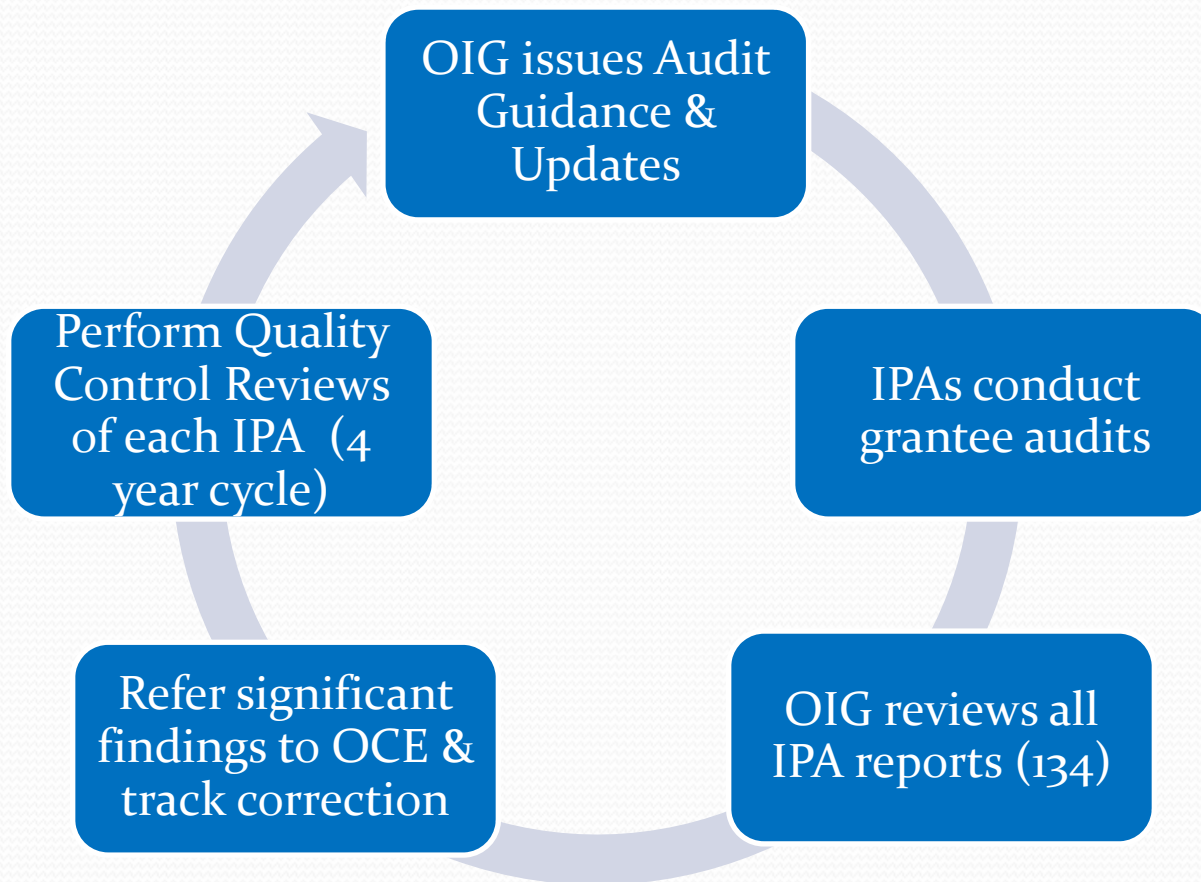 OIG issues Audit
Guidance &
Updates
IPAs conduct
grantee audits
OIG reviews all
IPA reports (134)
Refer significant
findings to OCE &
track correction
Perform Quality
Control Reviews
of each IPA (4
year cycle)